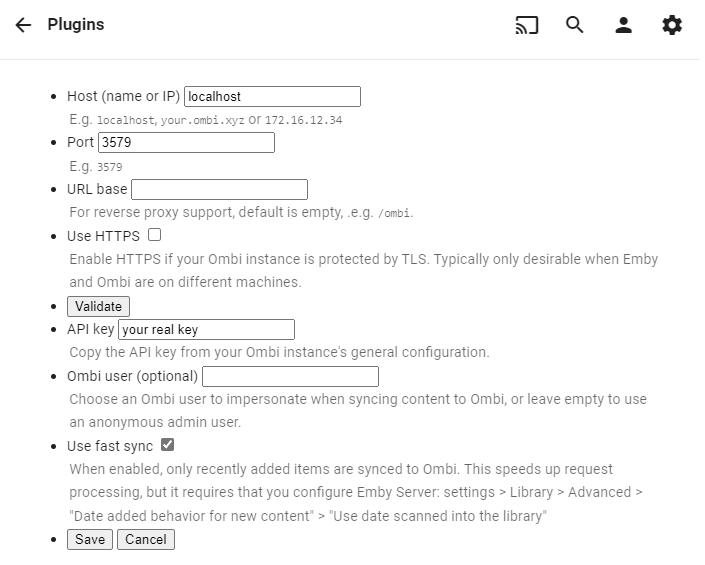 Plugins
Host (name or IP) localhost
E.g. localhost, your.ombi.xyz or 172.16.12.34
Port 3579
E.g. 3579
URL base
For reverse proxy support, default is empty, .e.g. /ombi.
Use HTTPS
Enable HTTPS if your Ombi instance is protected by TLS. Typically only desirable when Emby
and Ombi are on different machines.
Validate
API key your real key
Copy the API key from your Ombi instance's general configuration.
Ombi user (optional)
Choose an Ombi user to impersonate when syncing content to Ombi, or leave empty to use
an anonymous admin user.
Use fast sync
When enabled, only recently added items are synced to Ombi. This speeds up request
processing, but it requires that you configure Emby Server: settings > Library > Advanced >
"Date added behavior for new content" > "Use date scanned into the library"
Save Cancel